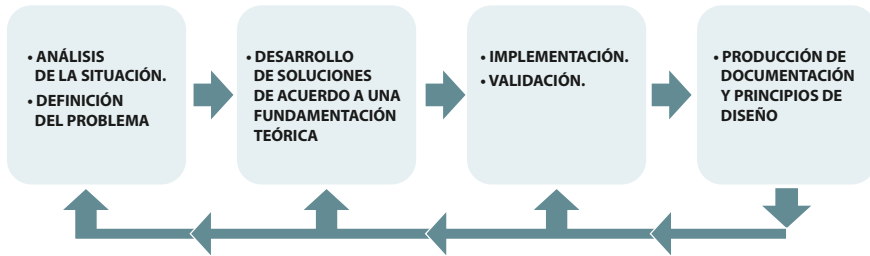 • ANÁLISIS
DE LA SITUACIÓN.
• DEFINICIÓN
DEL PROBLEMA
• DESARROLLO
DE SOLUCIONES
DE ACUERDO A UNA
FUNDAMENTACIÓN
TEÓRICA
• IMPLEMENTACIÓN.
• VALIDACIÓN.
• PRODUCCIÓN DE
DOCUMENTACIÓN
Y PRINCIPIOS DE
DISEÑO